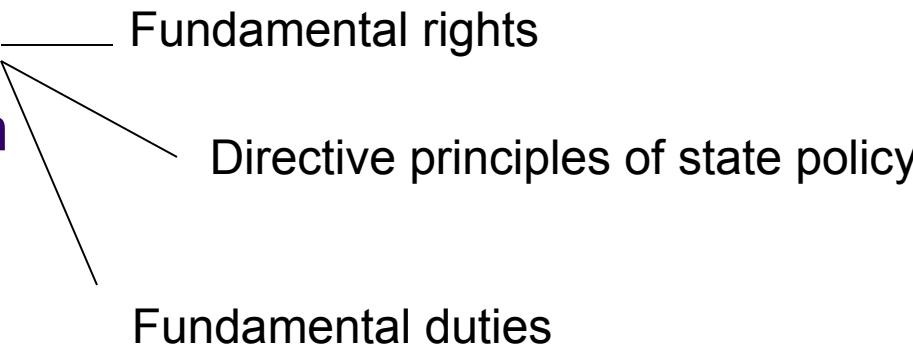 Fundamental rights
Directive principles of state policy
Fundamental duties